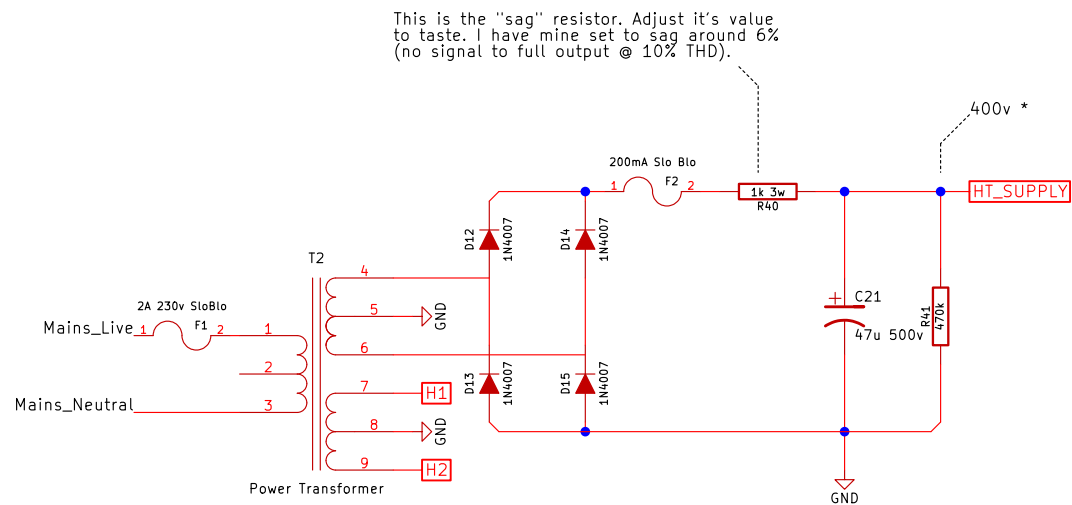 This is the "sag" resistor. Adjust it's value
to taste. I have mine set to sag around 6%
(no signal to full output @ 10% THD).
400v *
200mA Slo Blo
1 F2 2
1k 3w
R40
HT_SUPPLY
D12 1N4007
D14 1N4007
T2
4
5 GND
6
2A 230v SloBlo
Mains_Live 1 F1 2 1
2
Mains_Neutral 3
C21
47u 500v
R41 470k
D13 1N4007
D15 1N4007
7 H1
8 GND
9 H2
Power Transformer
GND